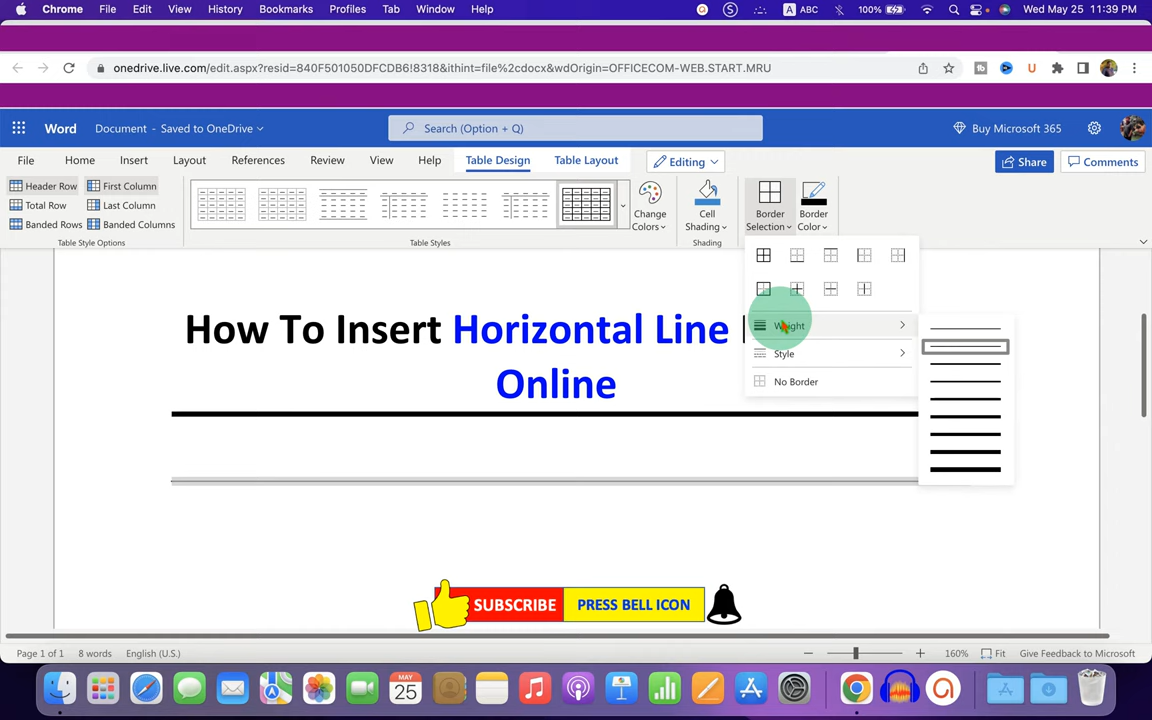 Chrome File Edit View History Bookmarks Profiles Tab Window Help A ABC 100% Wed May 25 11:39 PM
onedrive.live.com/edit.aspx?resid=840F501050DFCDB6!8318&ithint=file%2cdocx&wdOrigin=OFFICECOM-WEB.START.MRU
Word Document - Saved to OneDrive Search (Option + Q) Buy Microsoft 365
File Home Insert Layout References Review View Help Table Design Table Layout Editing Share Comments
Header Row First Column
Total Row Last Column
Banded Rows Banded Columns
Change Colors
Cell Shading
Border Selection
Border Color
Table Style Options Table Styles Shading
Weight
Style
No Border
How To Insert Horizontal Line
Online
SUBSCRIBE PRESS BELL ICON
Page 1 of 1 8 words English (U.S.) 160% Fit Give Feedback to Microsoft
MAY
25